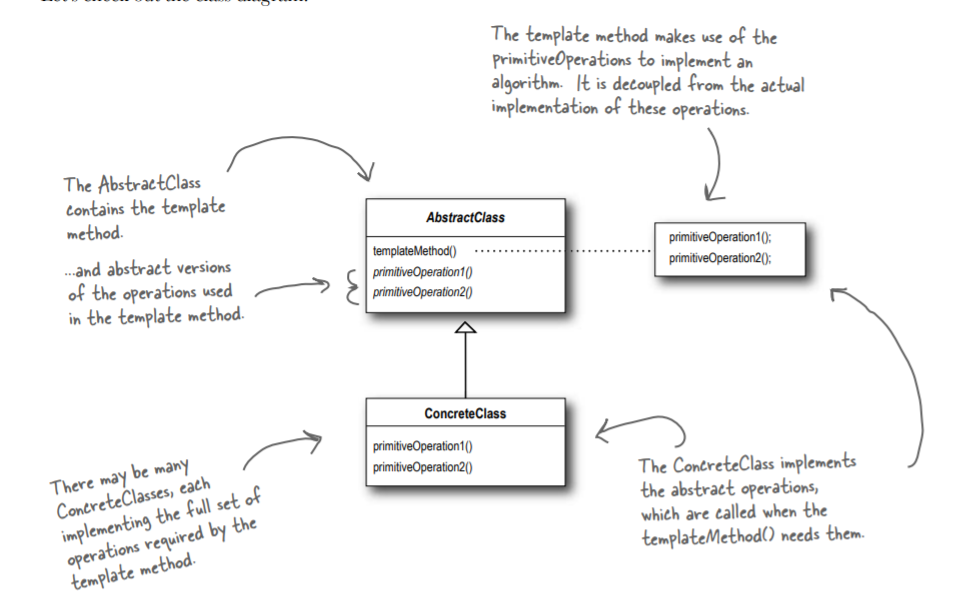 Let's check out the class diagram:
The template method makes use of the
primitiveOperations to implement an
algorithm. It is decoupled from the actual
implementation of these operations.
The AbstractClass
contains the template
method.
...and abstract versions
of the operations used
in the template method.
AbstractClass
templateMethod()
primitiveOperation1()
primitiveOperation2()
primitiveOperation1();
primitiveOperation2();
ConcreteClass
primitiveOperation1()
primitiveOperation2()
There may be many
ConcreteClasses, each
implementing the full set of
operations required by the
template method.
The ConcreteClass implements
the abstract operations,
which are called when the
templateMethod() needs them.